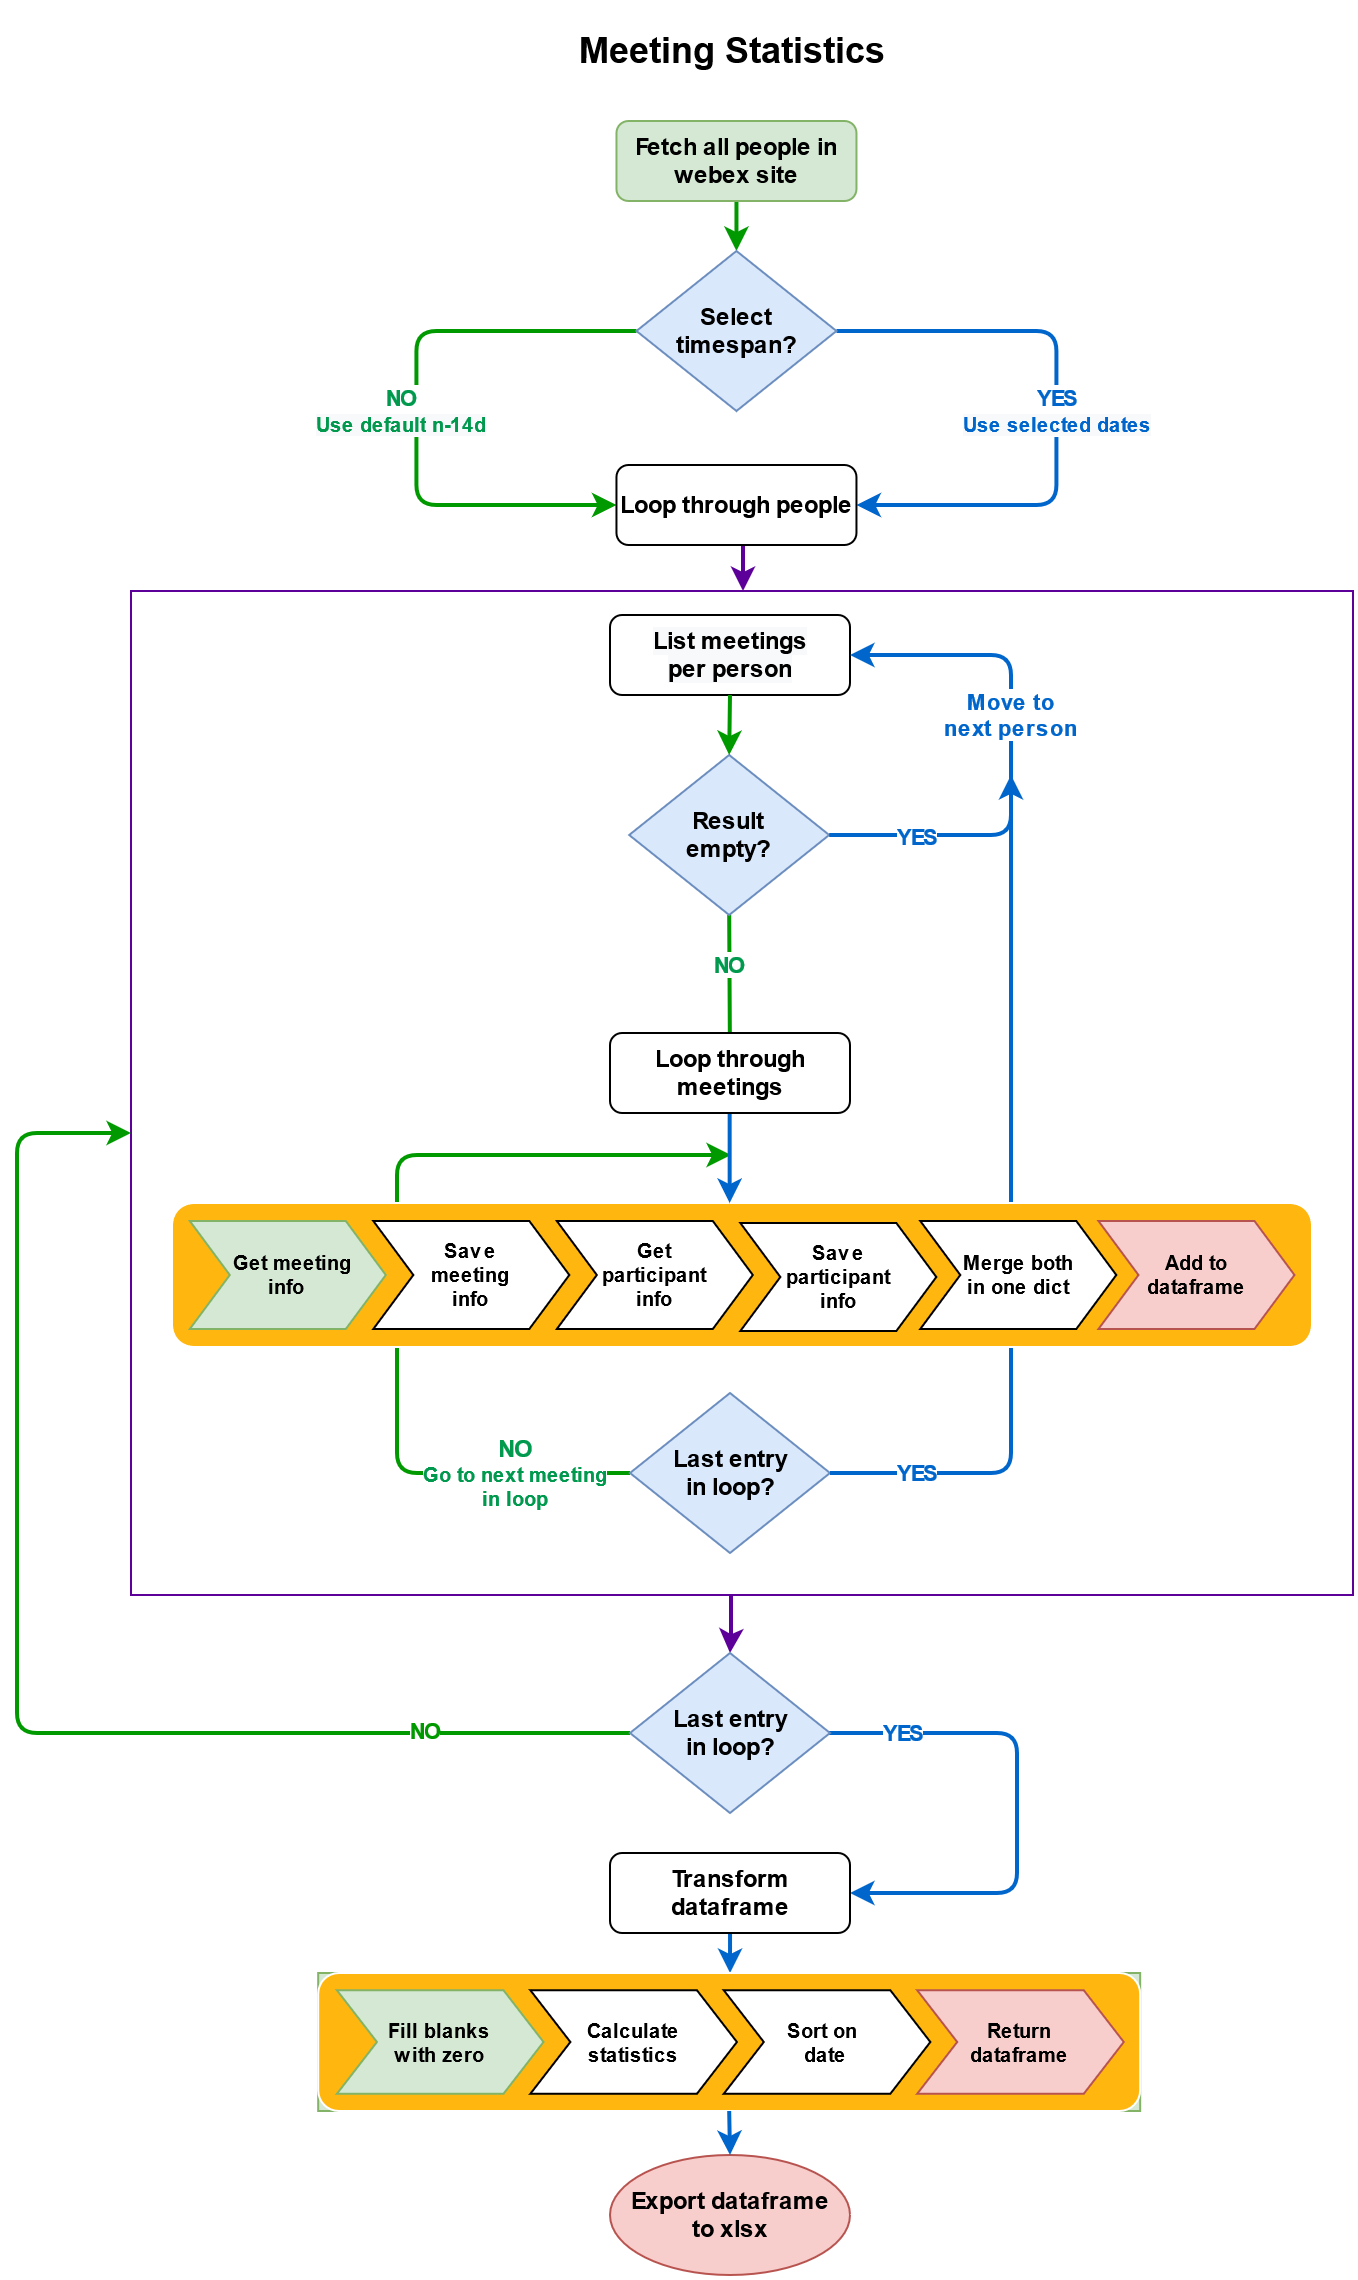 Meeting Statistics
Fetch all people in
webex site
Select
timespan?
NO
Use default n-14d
YES
Use selected dates
Loop through people
List meetings
per person
Move to
next person
Result
empty?
YES
NO
Loop through
meetings
Get meeting
info
Save
meeting
info
Get
participant
info
Save
participant
info
Merge both
in one dict
Add to
dataframe
NO
Go to next meeting
in loop
Last entry
in loop?
YES
Last entry
in loop?
NO
YES
Transform
dataframe
Fill blanks
with zero
Calculate
statistics
Sort on
date
Return
dataframe
Export dataframe
to xlsx